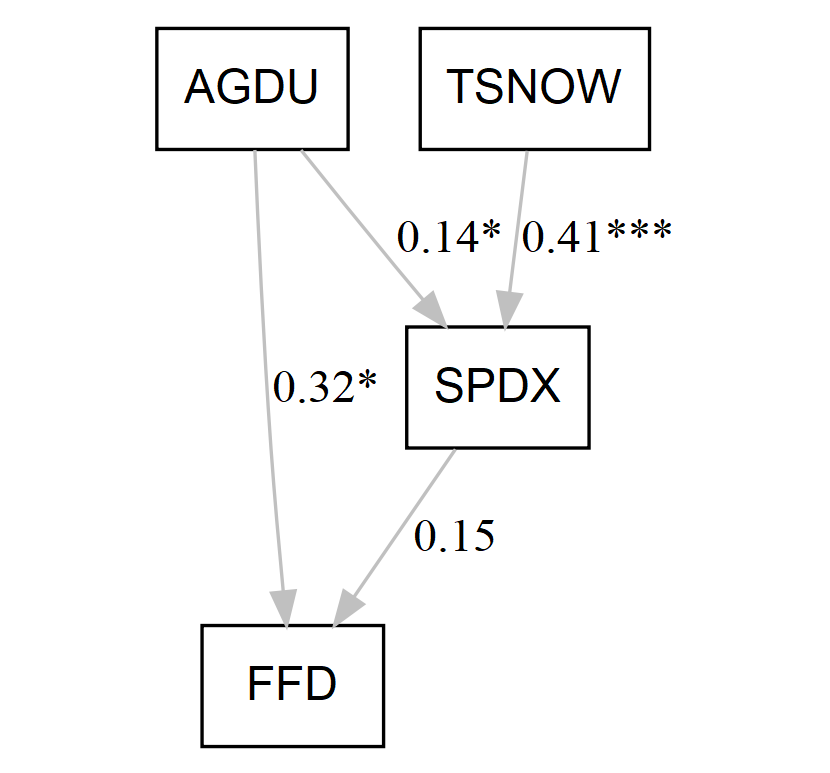 AGDU
TSNOW
0.14*
0.41***
0.32*
SPDX
0.15
FFD